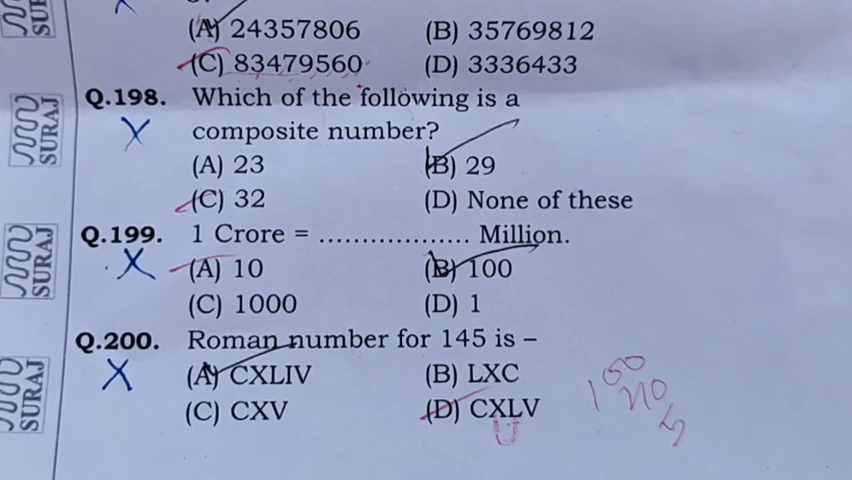 (A) 24357806 (B) 35769812
(C) 83479560 (D) 3336433
Q.198. Which of the following is a
composite number?
(A) 23 (B) 29
(C) 32 (D) None of these
Q.199. 1 Crore = .................. Million.
(A) 10 (B) 100
(C) 1000 (D) 1
Q.200. Roman number for 145 is –
(A) CXLIV (B) LXC
(C) CXV (D) CXLV
SURAJ
SURAJ
SURAJ
SURAJ